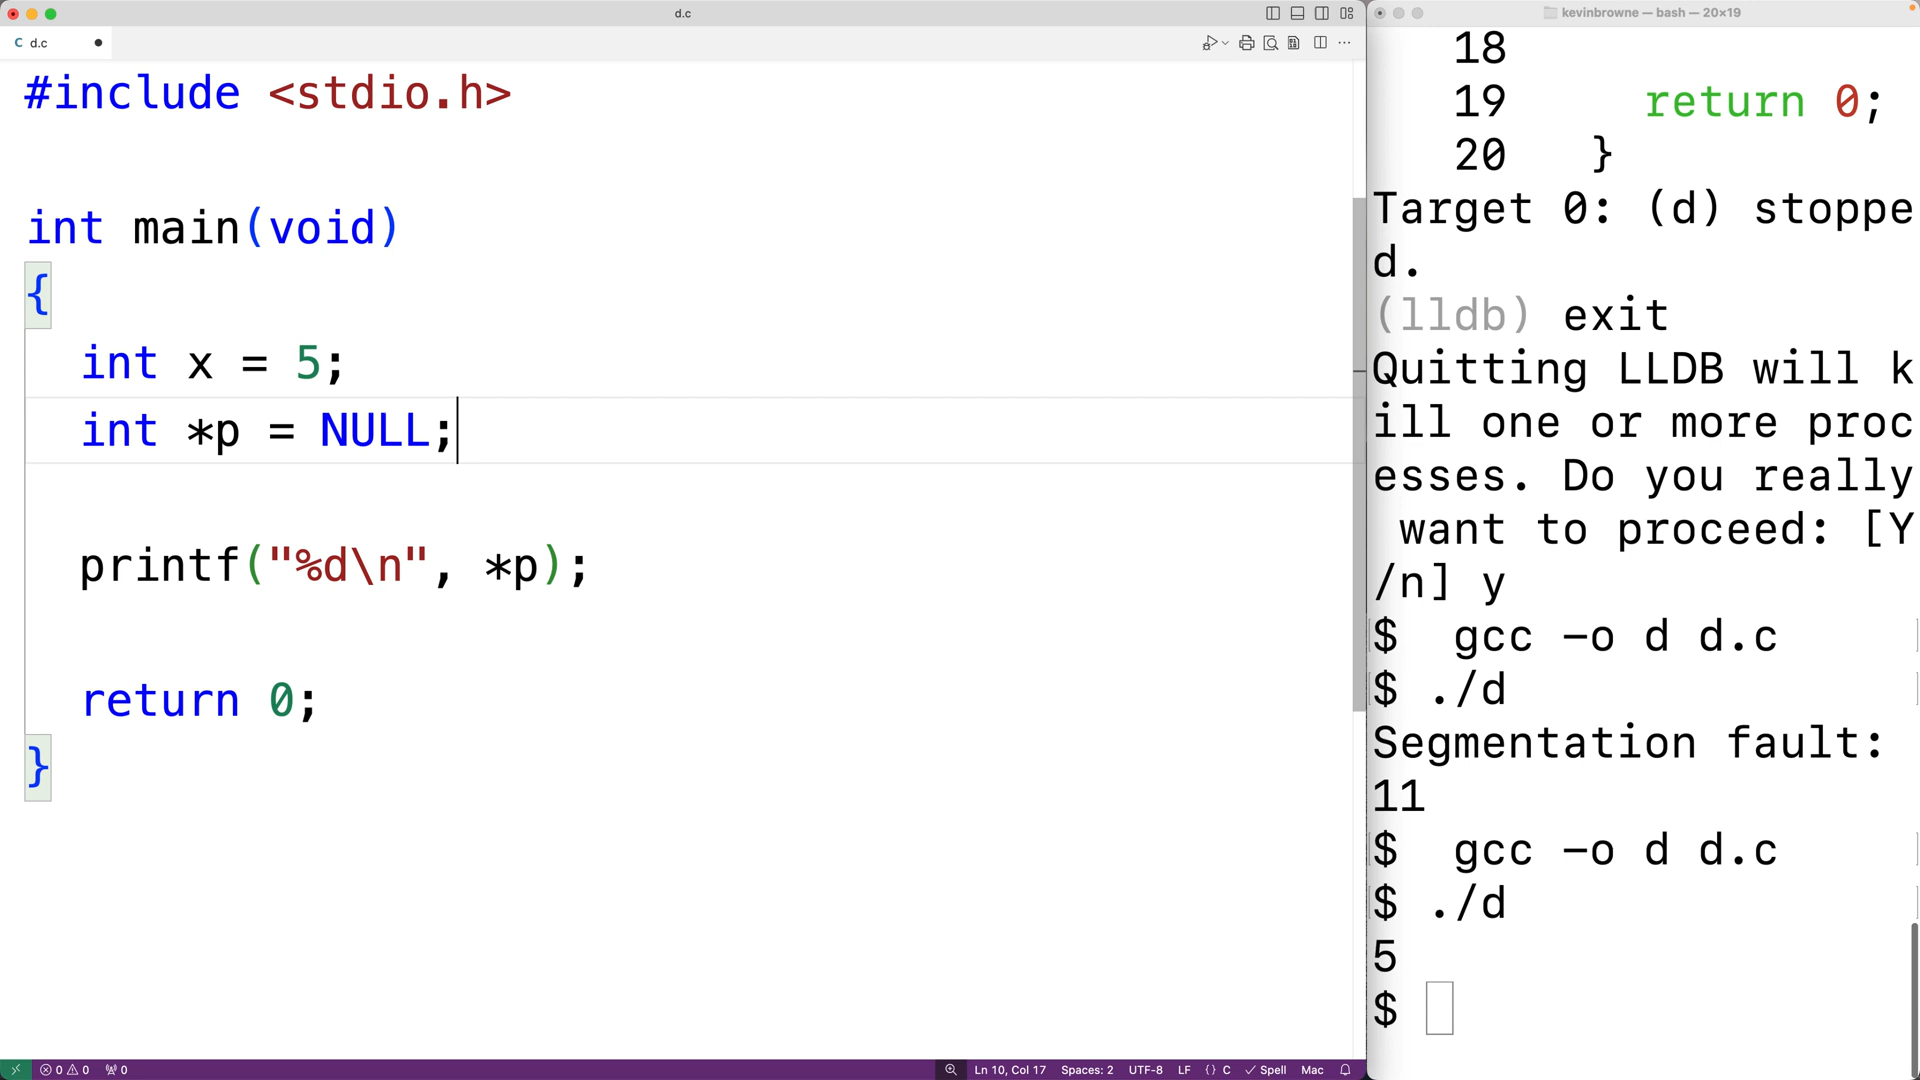 d.c
C d.c
#include <stdio.h>
int main(void)
{
int x = 5;
int *p = NULL;
printf("%d\n", *p);
return 0;
}
0 0 0
Ln 10, Col 17 Spaces: 2 UTF-8 LF {} C Spell Mac
kevinbrowne — bash — 20×19
18
19 return 0;
20 }
Target 0: (d) stoppe
d.
(lldb) exit
Quitting LLDB will k
ill one or more proc
esses. Do you really
want to proceed: [Y
/n] y
$ gcc -o d d.c
$ ./d
Segmentation fault:
11
$ gcc -o d d.c
$ ./d
5
$